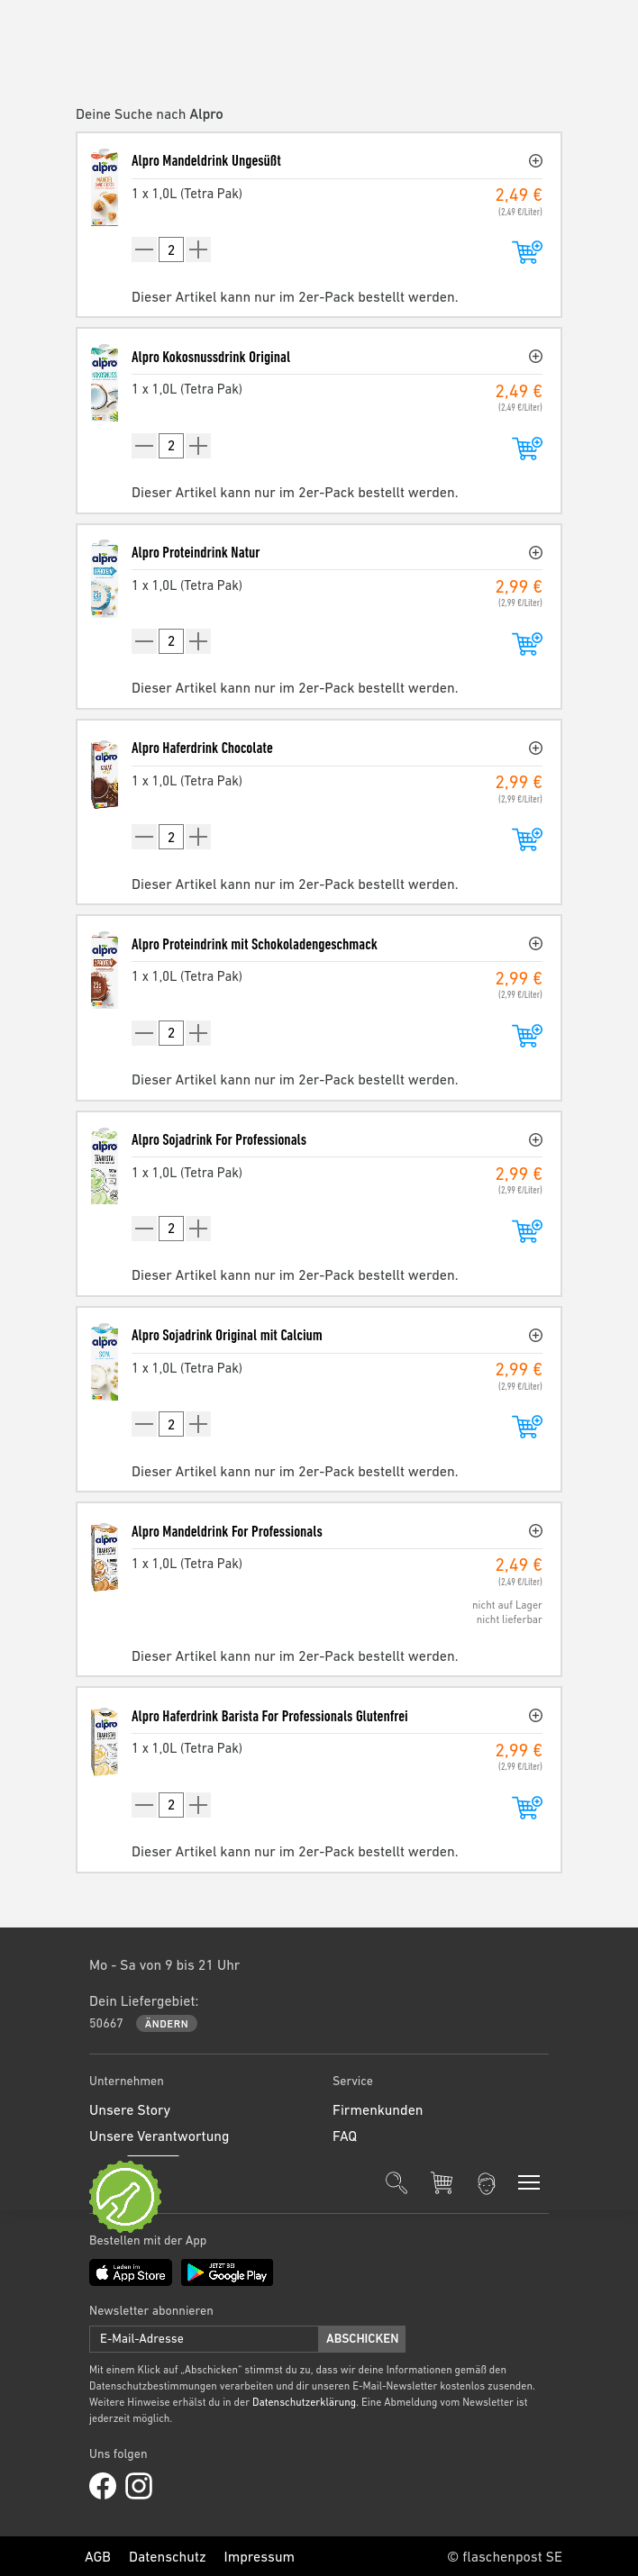 Deine Suche nach Alpro
alpro
Alpro Mandeldrink Ungesüßt
1 x 1,0L (Tetra Pak)
2,49 €
(2,49 €/Liter)
2
Dieser Artikel kann nur im 2er-Pack bestellt werden.
alpro
Alpro Kokosnussdrink Original
1 x 1,0L (Tetra Pak)
2,49 €
(2,49 €/Liter)
2
Dieser Artikel kann nur im 2er-Pack bestellt werden.
alpro
Alpro Proteindrink Natur
1 x 1,0L (Tetra Pak)
2,99 €
(2,99 €/Liter)
2
Dieser Artikel kann nur im 2er-Pack bestellt werden.
alpro
Alpro Haferdrink Chocolate
1 x 1,0L (Tetra Pak)
2,99 €
(2,99 €/Liter)
2
Dieser Artikel kann nur im 2er-Pack bestellt werden.
alpro
Alpro Proteindrink mit Schokoladengeschmack
1 x 1,0L (Tetra Pak)
2,99 €
(2,99 €/Liter)
2
Dieser Artikel kann nur im 2er-Pack bestellt werden.
alpro
Alpro Sojadrink For Professionals
1 x 1,0L (Tetra Pak)
2,99 €
(2,99 €/Liter)
2
Dieser Artikel kann nur im 2er-Pack bestellt werden.
alpro
Alpro Sojadrink Original mit Calcium
1 x 1,0L (Tetra Pak)
2,99 €
(2,99 €/Liter)
2
Dieser Artikel kann nur im 2er-Pack bestellt werden.
alpro
Alpro Mandeldrink For Professionals
1 x 1,0L (Tetra Pak)
2,49 €
(2,49 €/Liter)
nicht auf Lager
nicht lieferbar
Dieser Artikel kann nur im 2er-Pack bestellt werden.
alpro
Alpro Haferdrink Barista For Professionals Glutenfrei
1 x 1,0L (Tetra Pak)
2,99 €
(2,99 €/Liter)
2
Dieser Artikel kann nur im 2er-Pack bestellt werden.
Mo - Sa von 9 bis 21 Uhr
Dein Liefergebiet:
50667 ÄNDERN
Unternehmen
Unsere Story
Unsere Verantwortung
Service
Firmenkunden
FAQ
Bestellen mit der App
Laden im
App Store
JETZT BEI
Google Play
Newsletter abonnieren
E-Mail-Adresse ABSCHICKEN
Mit einem Klick auf „Abschicken" stimmst du zu, dass wir deine Informationen gemäß den
Datenschutzbestimmungen verarbeiten und dir unseren E-Mail-Newsletter kostenlos zusenden.
Weitere Hinweise erhälst du in der Datenschutzerklärung. Eine Abmeldung vom Newsletter ist
jederzeit möglich.
Uns folgen
AGB Datenschutz Impressum © flaschenpost SE